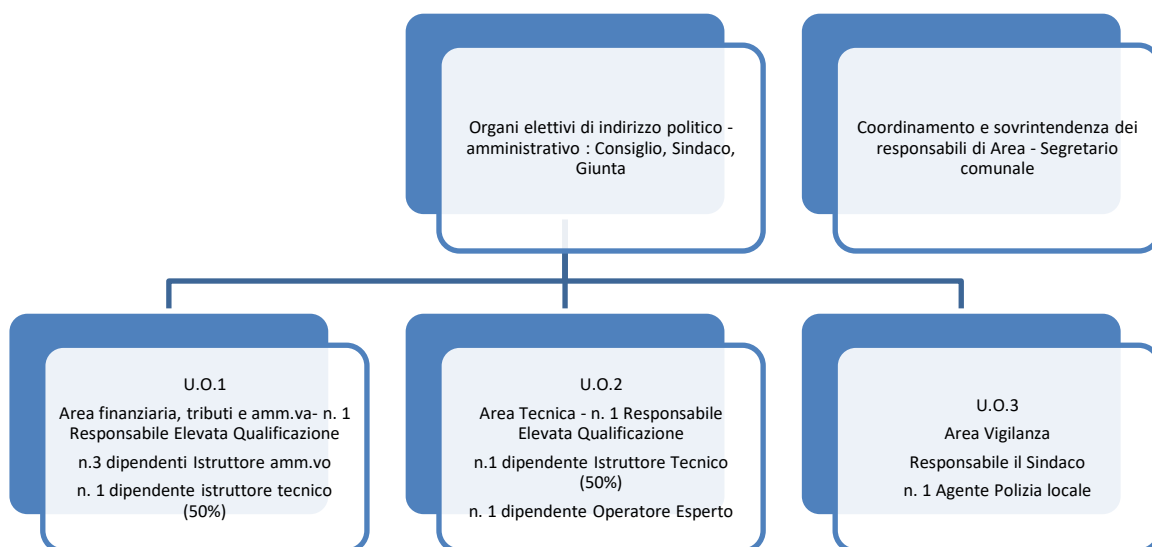 Organi elettivi di indirizzo politico -
amministrativo : Consiglio, Sindaco,
Giunta
Coordinamento e sovrintendenza dei
responsabili di Area - Segretario
comunale
U.O.1
Area finanziaria, tributi e amm.va- n. 1
Responsabile Elevata Qualificazione
n.3 dipendenti Istruttore amm.vo
n. 1 dipendente istruttore tecnico
(50%)
U.O.2
Area Tecnica - n. 1 Responsabile
Elevata Qualificazione
n.1 dipendente Istruttore Tecnico
(50%)
n. 1 dipendente Operatore Esperto
U.O.3
Area Vigilanza
Responsabile il Sindaco
n. 1 Agente Polizia locale